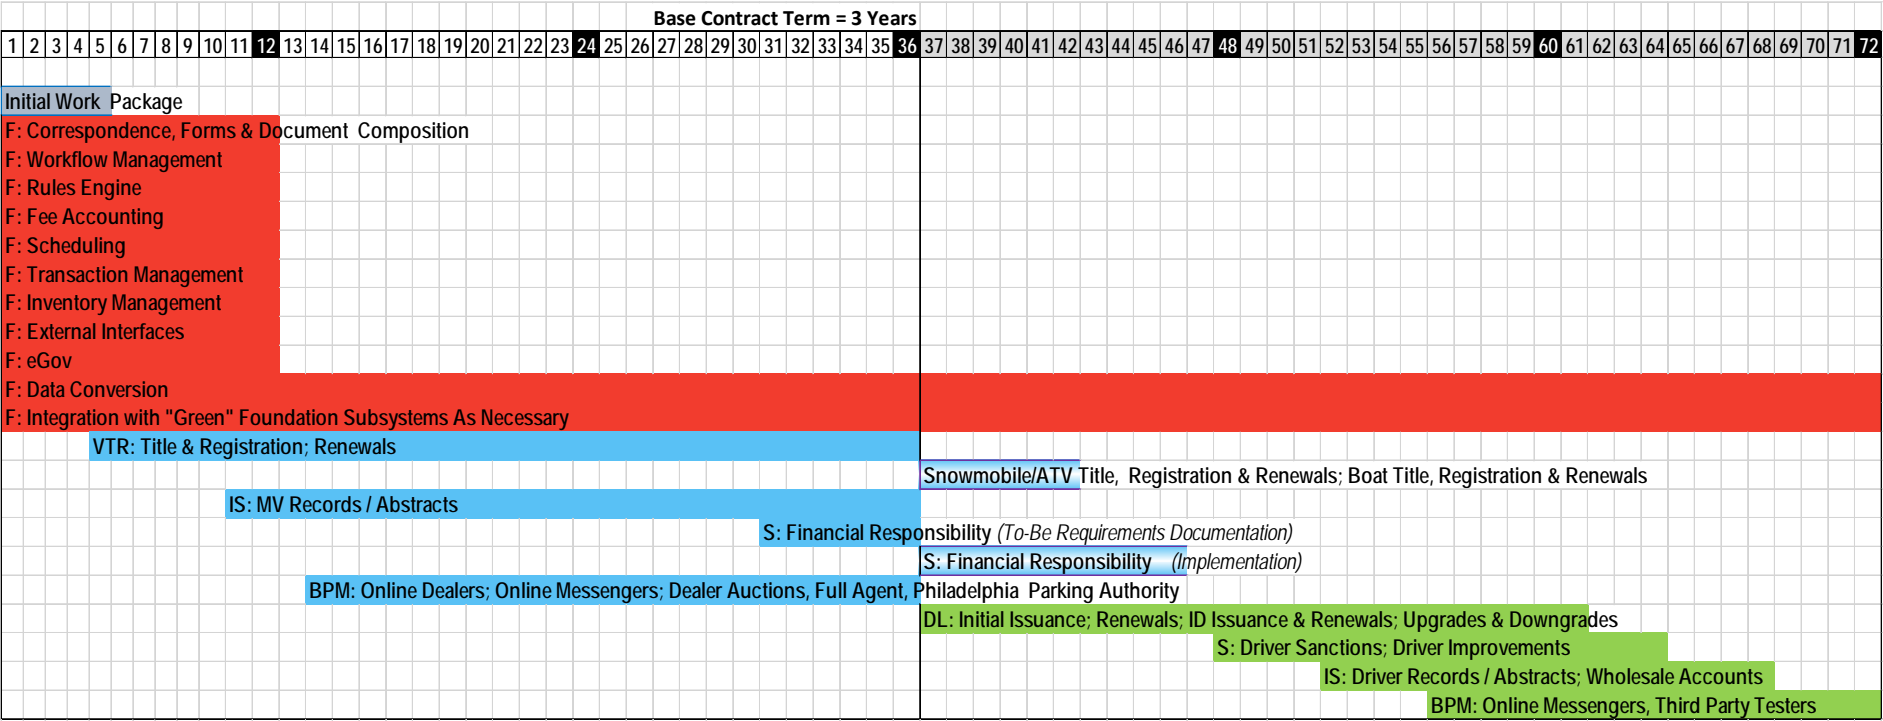 Base Contract Term = 3 Years
1 2 3 4 5 6 7 8 9 10 11 12 13 14 15 16 17 18 19 20 21 22 23 24 25 26 27 28 29 30 31 32 33 34 35 36 37 38 39 40 41 42 43 44 45 46 47 48 49 50 51 52 53 54 55 56 57 58 59 60 61 62 63 64 65 66 67 68 69 70 71 72
Initial Work Package
F: Correspondence, Forms & Document Composition
F: Workflow Management
F: Rules Engine
F: Fee Accounting
F: Scheduling
F: Transaction Management
F: Inventory Management
F: External Interfaces
F: eGov
F: Data Conversion
F: Integration with "Green" Foundation Subsystems As Necessary
VTR: Title & Registration; Renewals
Snowmobile/ATV Title, Registration & Renewals; Boat Title, Registration & Renewals
IS: MV Records / Abstracts
S: Financial Responsibility (To-Be Requirements Documentation)
S: Financial Responsibility (Implementation)
BPM: Online Dealers; Online Messengers; Dealer Auctions, Full Agent, Philadelphia Parking Authority
DL: Initial Issuance; Renewals; ID Issuance & Renewals; Upgrades & Downgrades
S: Driver Sanctions; Driver Improvements
IS: Driver Records / Abstracts; Wholesale Accounts
BPM: Online Messengers, Third Party Testers